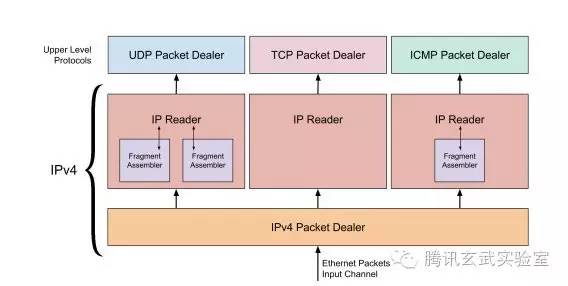 Upper Level
Protocols
UDP Packet Dealer
TCP Packet Dealer
ICMP Packet Dealer
IPv4
IP Reader
Fragment
Assembler
Fragment
Assembler
IP Reader
IP Reader
Fragment
Assembler
IPv4 Packet Dealer
Ethernet Packets
Input Channel
腾讯玄武实验室